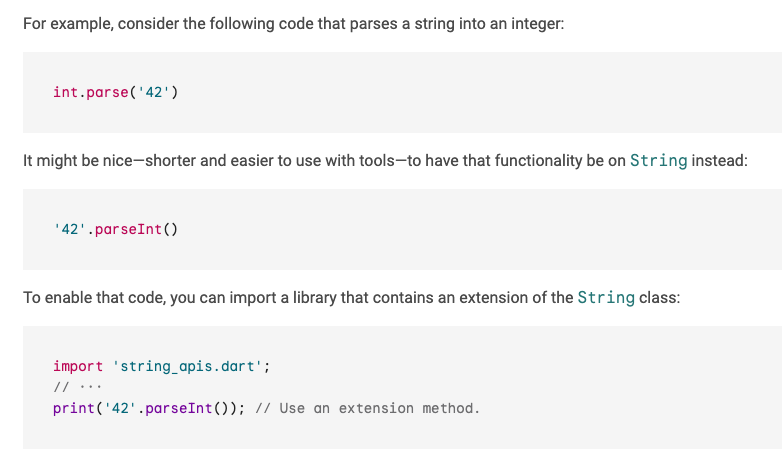 For example, consider the following code that parses a string into an integer:
int.parse('42')
It might be nice—shorter and easier to use with tools—to have that functionality be on String instead:
'42'.parseInt()
To enable that code, you can import a library that contains an extension of the String class:
import 'string_apis.dart';
// ···
print('42'.parseInt()); // Use an extension method.